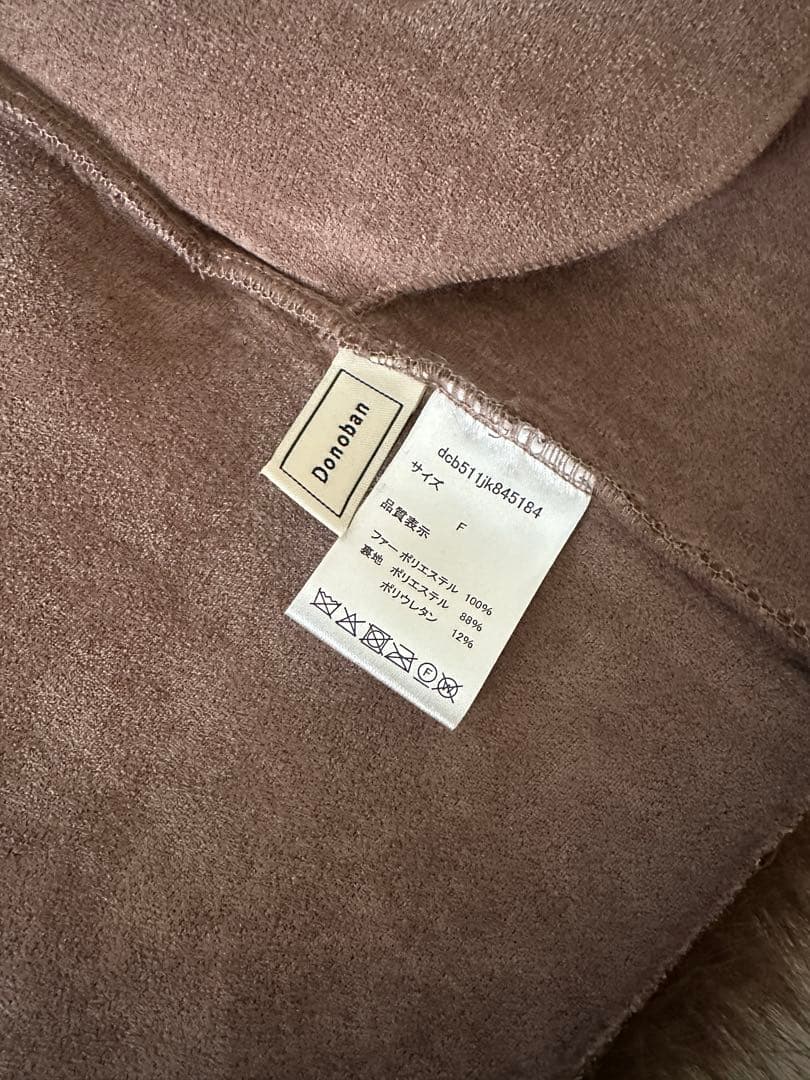 Donoban
dcb511jk845184
サイズ
F
品質表示
ファー ポリエステル 100%
裏地 ポリエステル 88%
ポリウレタン 12%
F W